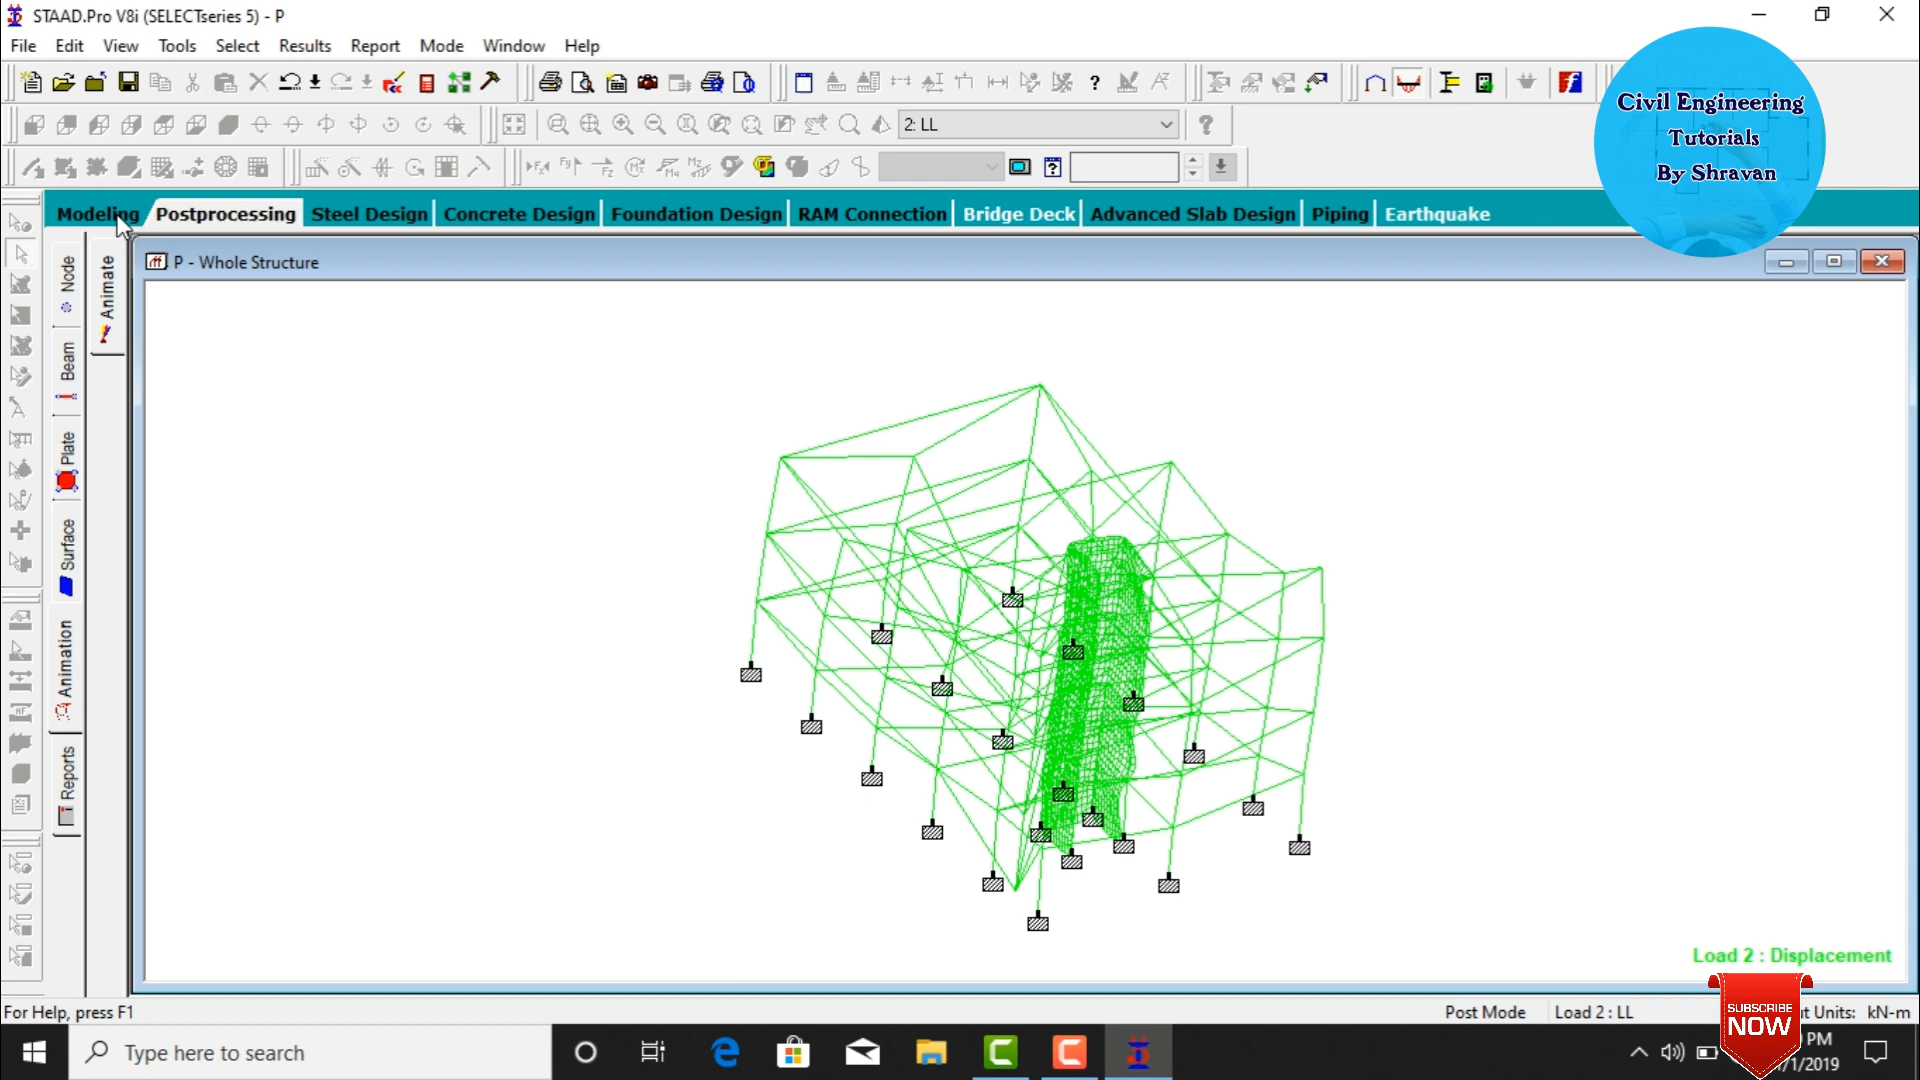 STAAD.Pro V8i (SELECTseries 5) - P
File Edit View Tools Select Results Report Mode Window Help
2: LL
Civil Engineering
Tutorials
By Shravan
Modeling Postprocessing Steel Design Concrete Design Foundation Design RAM Connection Bridge Deck Advanced Slab Design Piping Earthquake
P - Whole Structure
Node
Beam
Plate
Surface
Animation
Reports
Animate
Load 2 : Displacement
For Help, press F1
Post Mode
Load 2 : LL
t Units: kN-m
SUBSCRIBE
NOW
Type here to search
PM
/1/2019